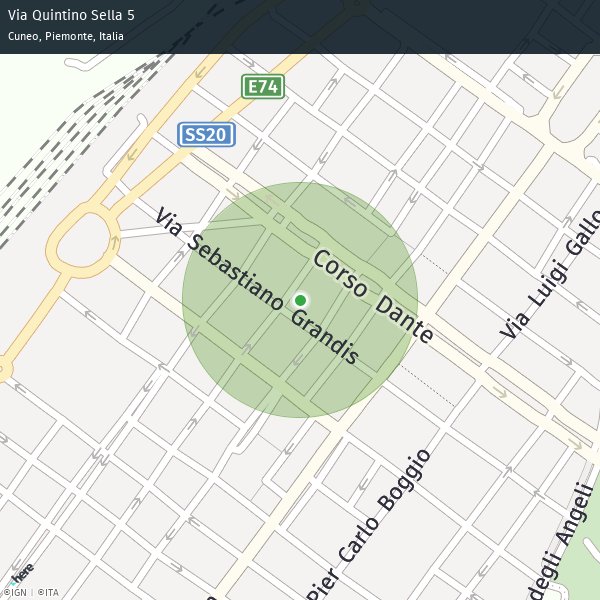 Via Quintino Sella 5
Cuneo, Piemonte, Italia
E74
SS20
Via Sebastiano Grandis
Corso Dante
Via Luigi Gallo
Pier Carlo Boggio
degli Angeli
here
©IGN | ©ITA